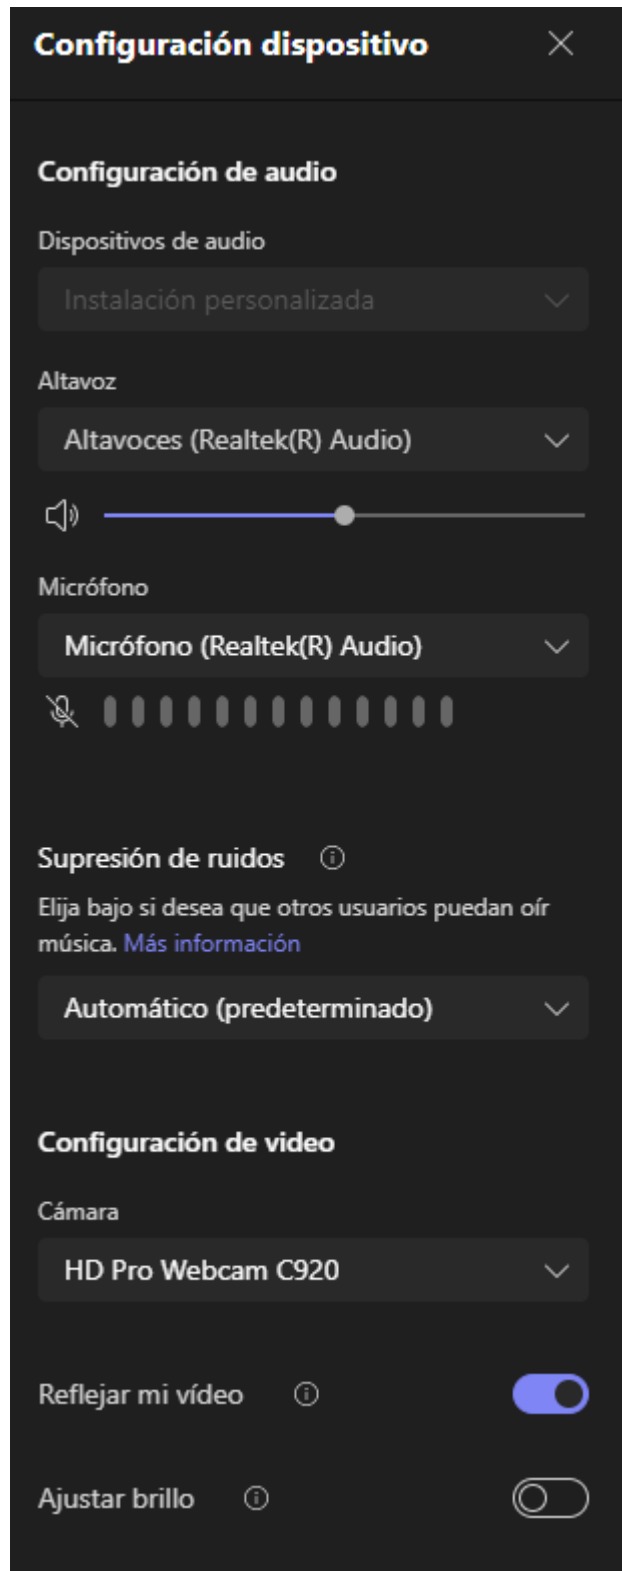 Configuración dispositivo
Configuración de audio
Dispositivos de audio
Instalación personalizada
Altavoz
Altavoces (Realtek(R) Audio)
Micrófono
Micrófono (Realtek(R) Audio)
Supresión de ruidos
Elija bajo si desea que otros usuarios puedan oír
música. Más información
Automático (predeterminado)
Configuración de video
Cámara
HD Pro Webcam C920
Reflejar mi vídeo
Ajustar brillo